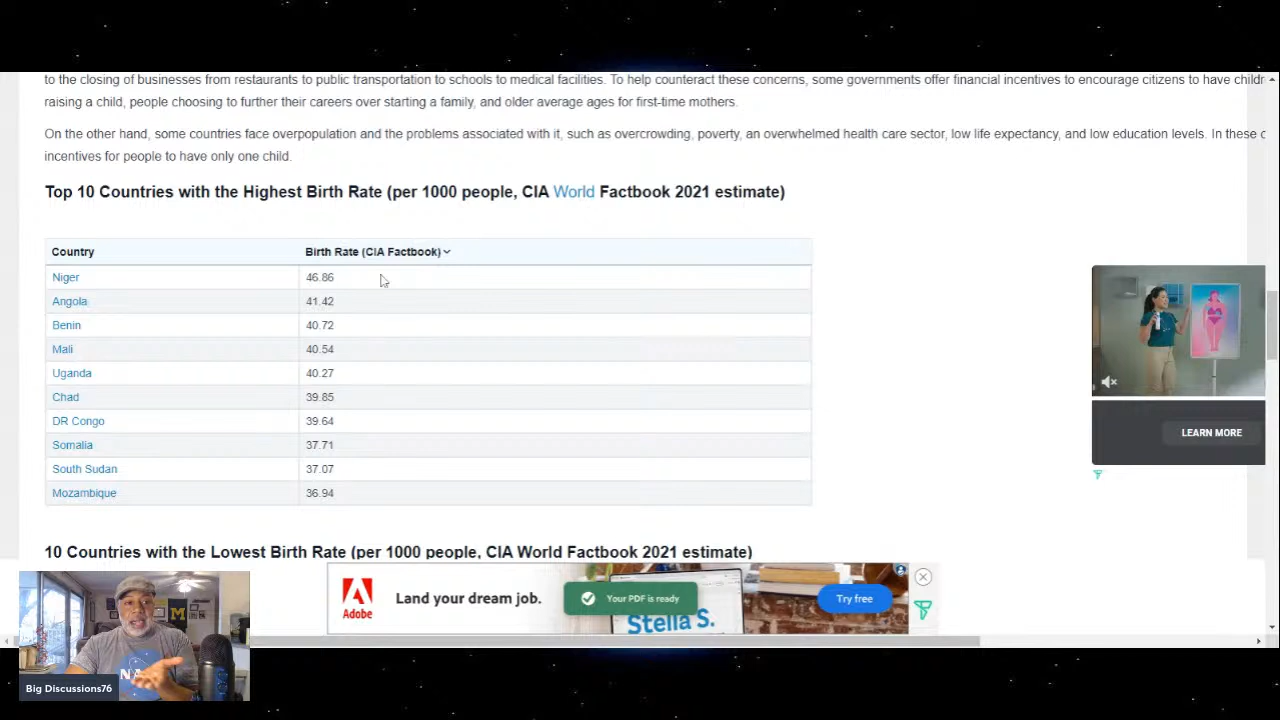 to the closing of businesses from restaurants to public transportation to schools to medical facilities. To help counteract these concerns, some governments offer financial incentives to encourage citizens to have childr
raising a child, people choosing to further their careers over starting a family, and older average ages for first-time mothers.
On the other hand, some countries face overpopulation and the problems associated with it, such as overcrowding, poverty, an overwhelmed health care sector, low life expectancy, and low education levels. In these c
incentives for people to have only one child.
Top 10 Countries with the Highest Birth Rate (per 1000 people, CIA World Factbook 2021 estimate)
Country Birth Rate (CIA Factbook)
Niger 46.86
Angola 41.42
Benin 40.72
Mali 40.54
Uganda 40.27
Chad 39.85
DR Congo 39.64
Somalia 37.71
South Sudan 37.07
Mozambique 36.94
LEARN MORE
10 Countries with the Lowest Birth Rate (per 1000 people, CIA World Factbook 2021 estimate)
Adobe
Land your dream job.
Your PDF is ready
Stella S.
Try free
M
NA
Big Discussions76